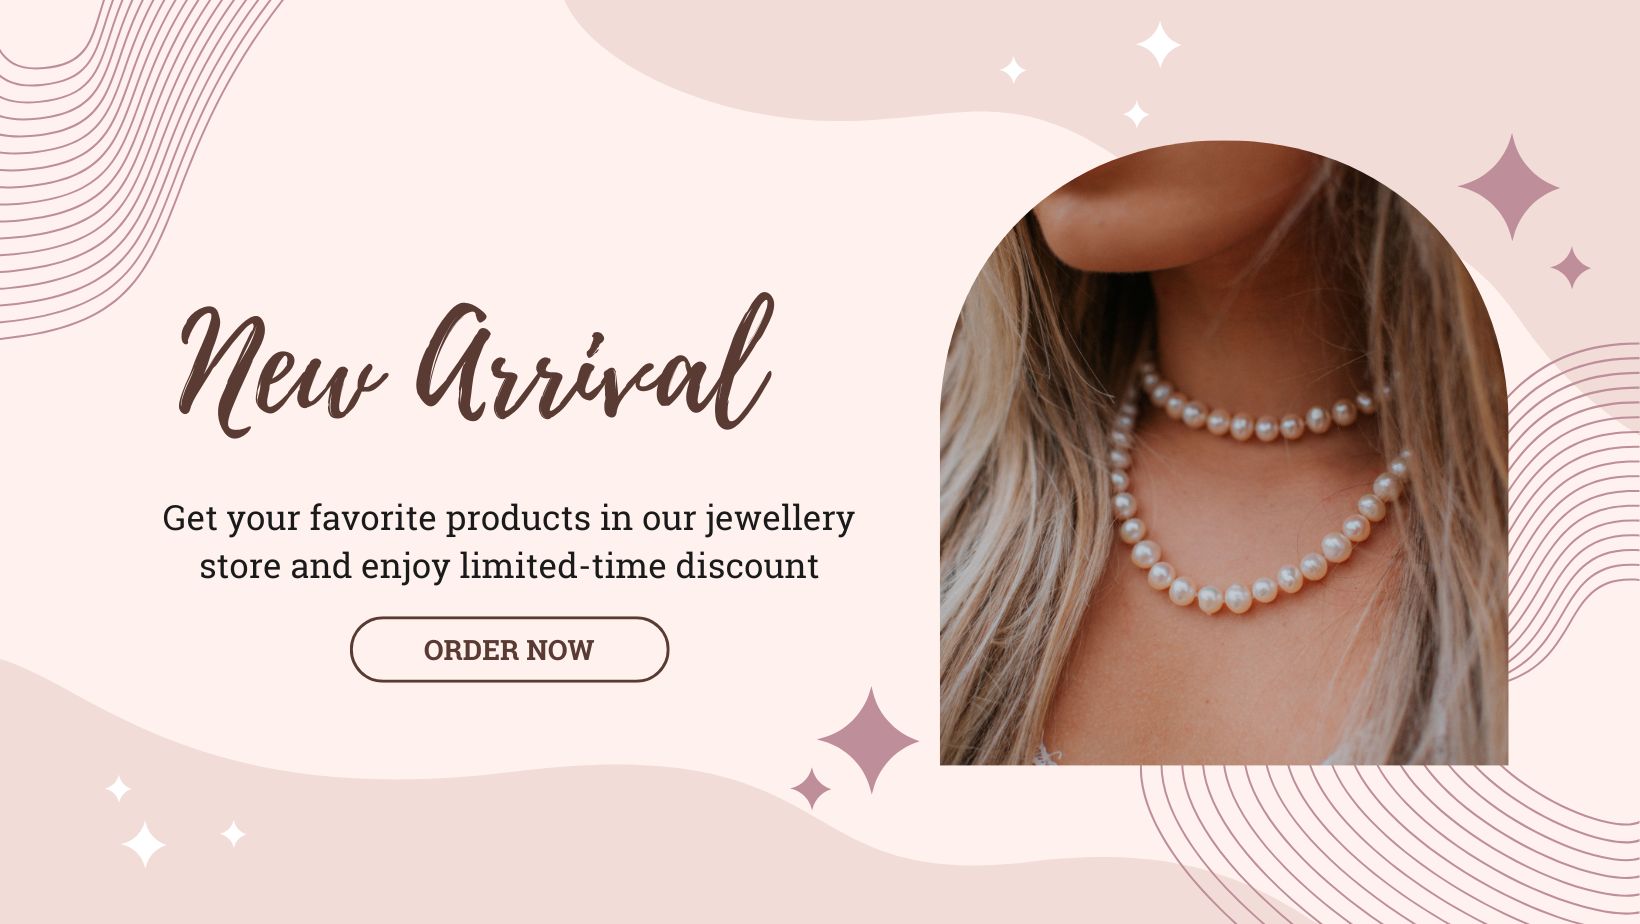 New Arrival
Get your favorite products in our jewellery
store and enjoy limited-time discount
ORDER NOW